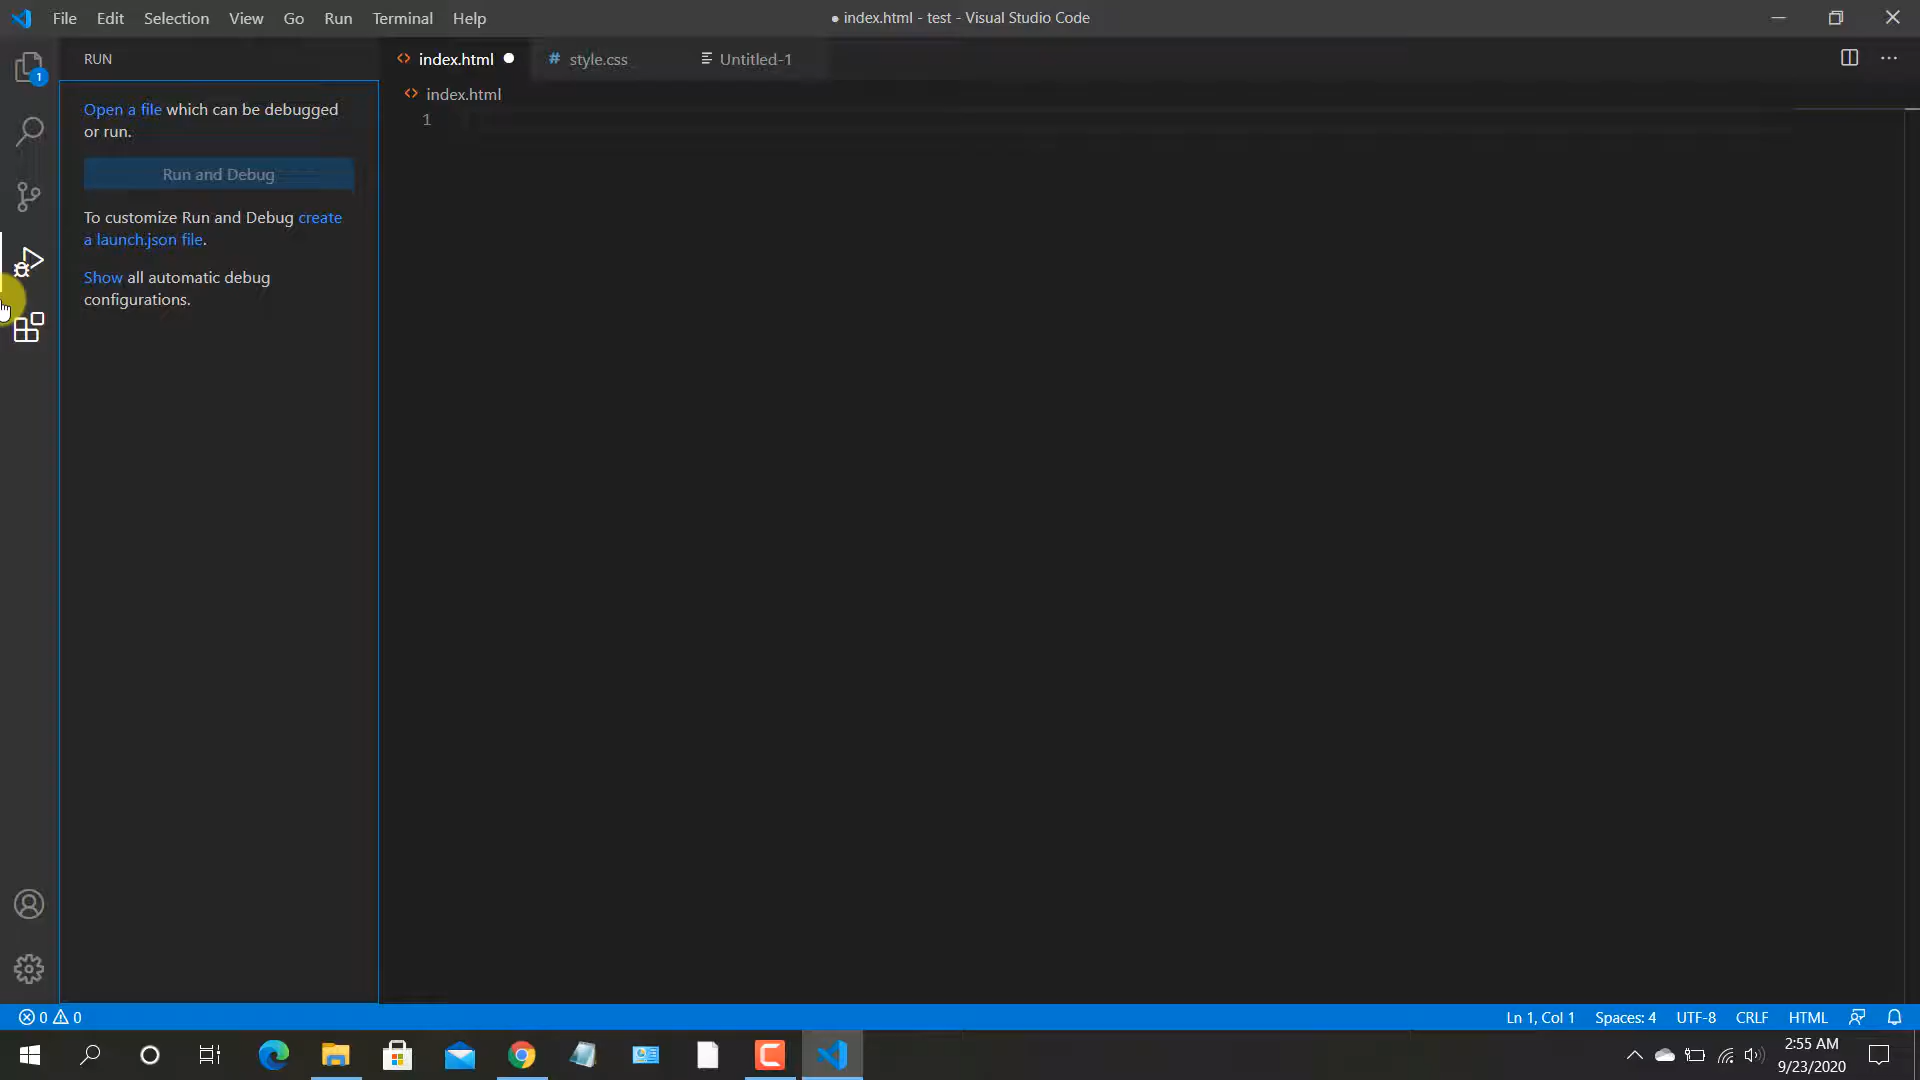 File Edit Selection View Go Run Terminal Help
● index.html - test - Visual Studio Code
RUN
index.html
style.css
Untitled-1
1
Open a file which can be debugged
or run.
Run and Debug
To customize Run and Debug create
a launch.json file.
Show all automatic debug
configurations.
index.html
1
0 0
Ln 1, Col 1 Spaces: 4 UTF-8 CRLF HTML
2:55 AM
9/23/2020